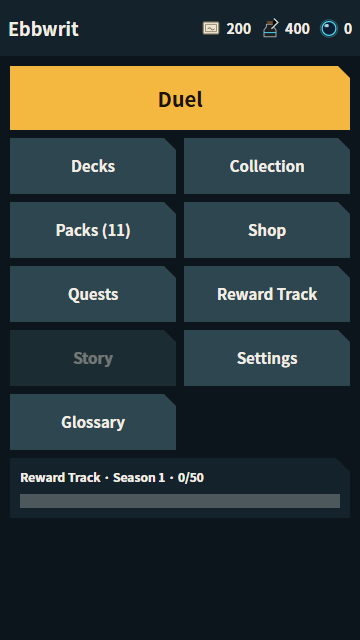 Ebbwrit 200 400 0
Duel
Decks Collection
Packs (11) Shop
Quests Reward Track
Story Settings
Glossary
Reward Track · Season 1 · 0/50